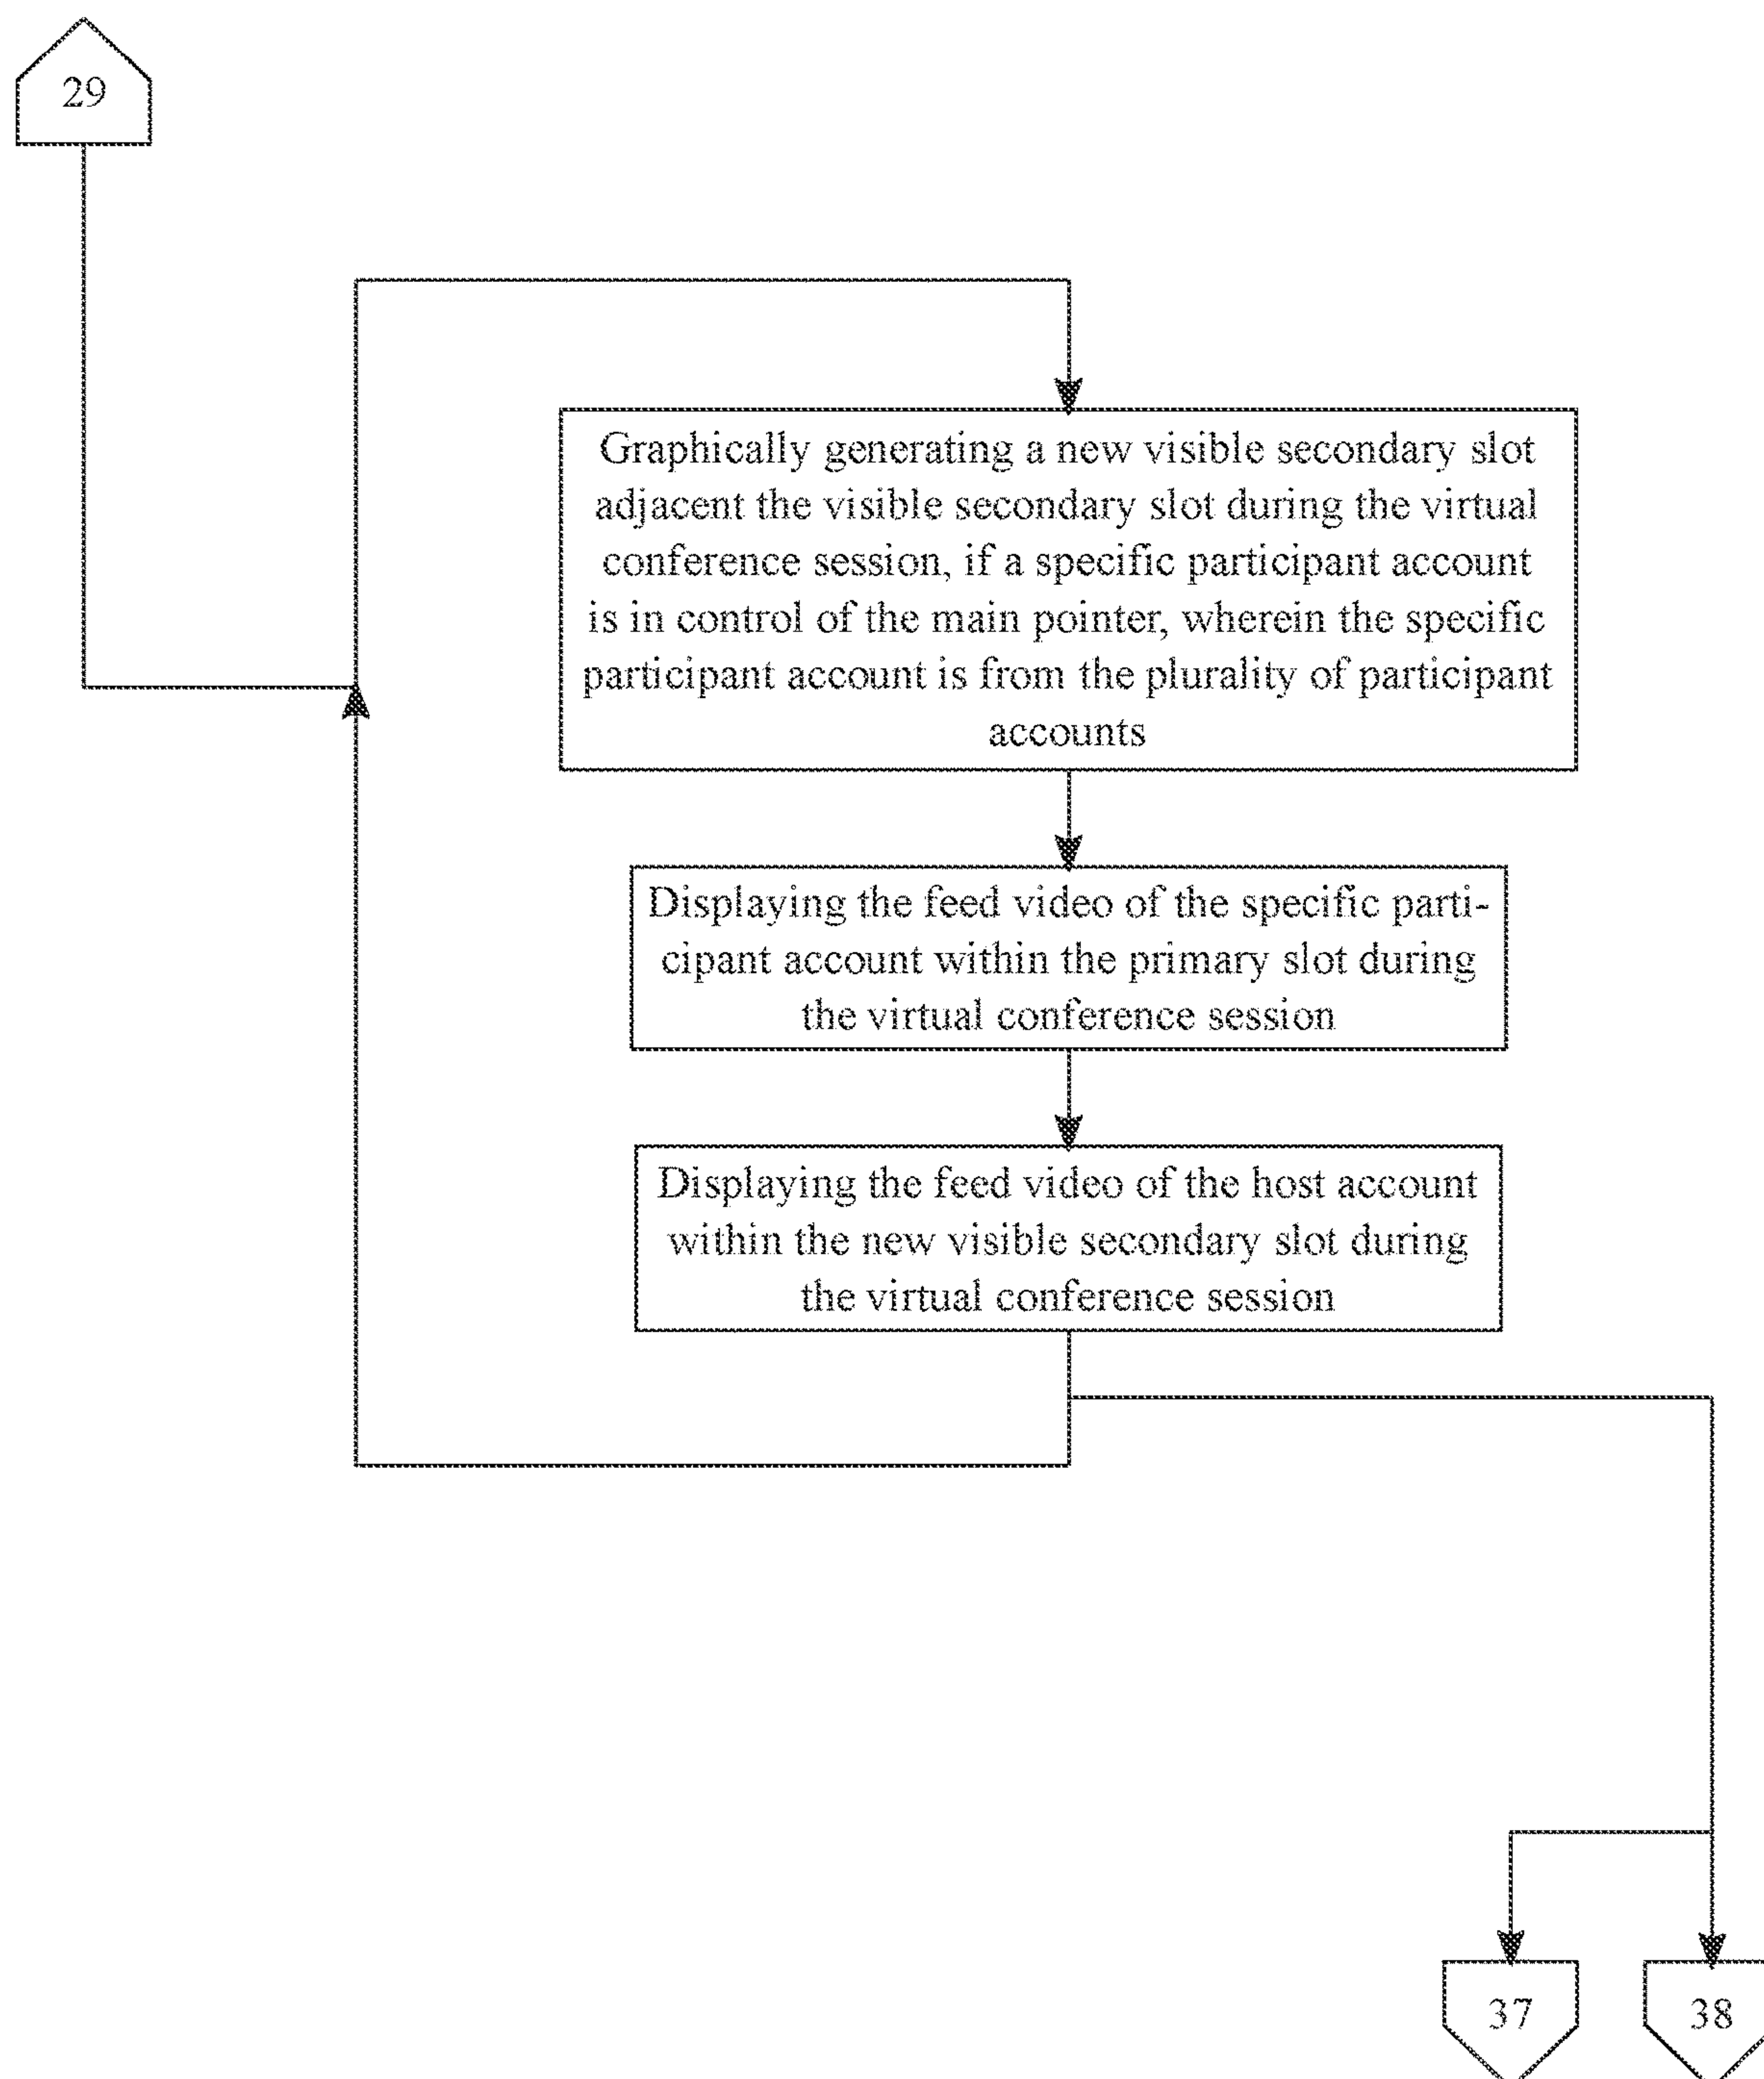 29
Graphically generating a new visible secondary slot
adjacent the visible secondary slot during the virtual
conference session, if a specific participant account
is in control of the main pointer, wherein the specific
participant account is from the plurality of participant
accounts
Displaying the feed video of the specific parti-
cipant account within the primary slot during
the virtual conference session
Displaying the feed video of the host account
within the new visible secondary slot during
the virtual conference session
37
38